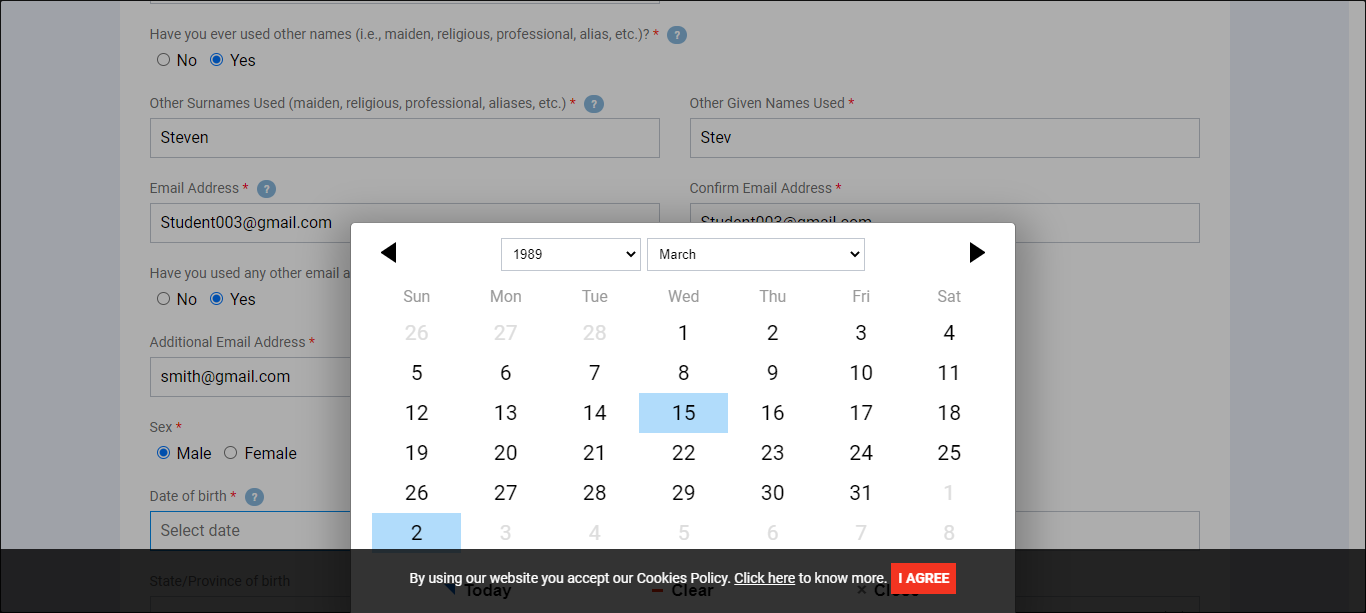 Have you ever used other names (i.e., maiden, religious, professional, alias, etc.)? * ?
No Yes
Other Surnames Used (maiden, religious, professional, aliases, etc.) * ? Other Given Names Used *
Steven Stev
Email Address * ? Confirm Email Address *
Student003@gmail.com Student003@gmail.com
1989 March
Have you used any other email a
Sun Mon Tue Wed Thu Fri Sat
No Yes
26 27 28 1 2 3 4
Additional Email Address *
5 6 7 8 9 10 11
smith@gmail.com
12 13 14 15 16 17 18
Sex *
Male Female
19 20 21 22 23 24 25
Date of birth * ?
26 27 28 29 30 31 1
Select date
2 3 4 5 6 7 8
By using our website you accept our Cookies Policy. Click here to know more. I AGREE
State/Province of birth
Today Clear Close